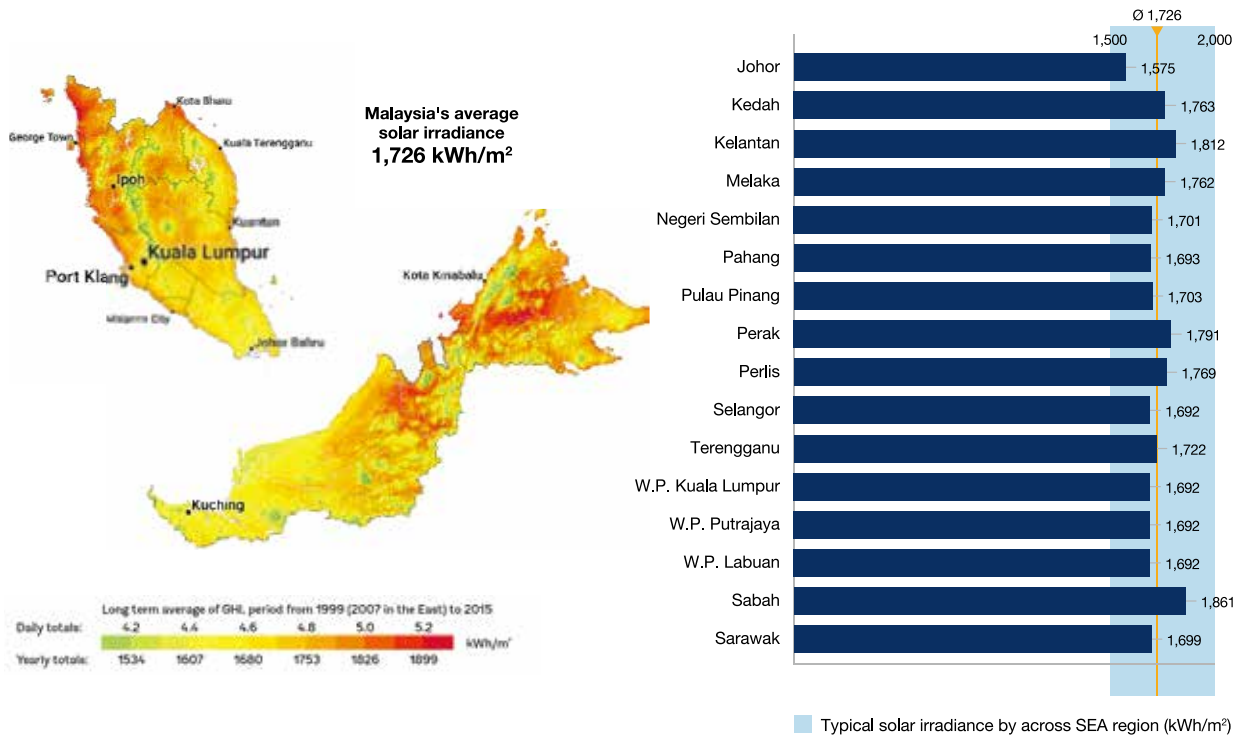 Malaysia's average
solar irradiance
1,726 kWh/m²
Kota Bharu
George Town
Kuala Terengganu
Ipoh
Kuantan
Kuala Lumpur
Port Klang
Johor Bahru
Kota Kinabalu
Kuching
Long term average of GHI, period from 1999 (2007 in the East) to 2015
Daily totals: 4.2 4.4 4.6 4.8 5.0 5.2
kWh/m²
Yearly totals: 1534 1607 1680 1753 1826 1899
Ø 1,726
1,500 2,000
Johor 1,575
Kedah 1,763
Kelantan 1,812
Melaka 1,762
Negeri Sembilan 1,701
Pahang 1,693
Pulau Pinang 1,703
Perak 1,791
Perlis 1,769
Selangor 1,692
Terengganu 1,722
W.P. Kuala Lumpur 1,692
W.P. Putrajaya 1,692
W.P. Labuan 1,692
Sabah 1,861
Sarawak 1,699
Typical solar irradiance by across SEA region (kWh/m²)